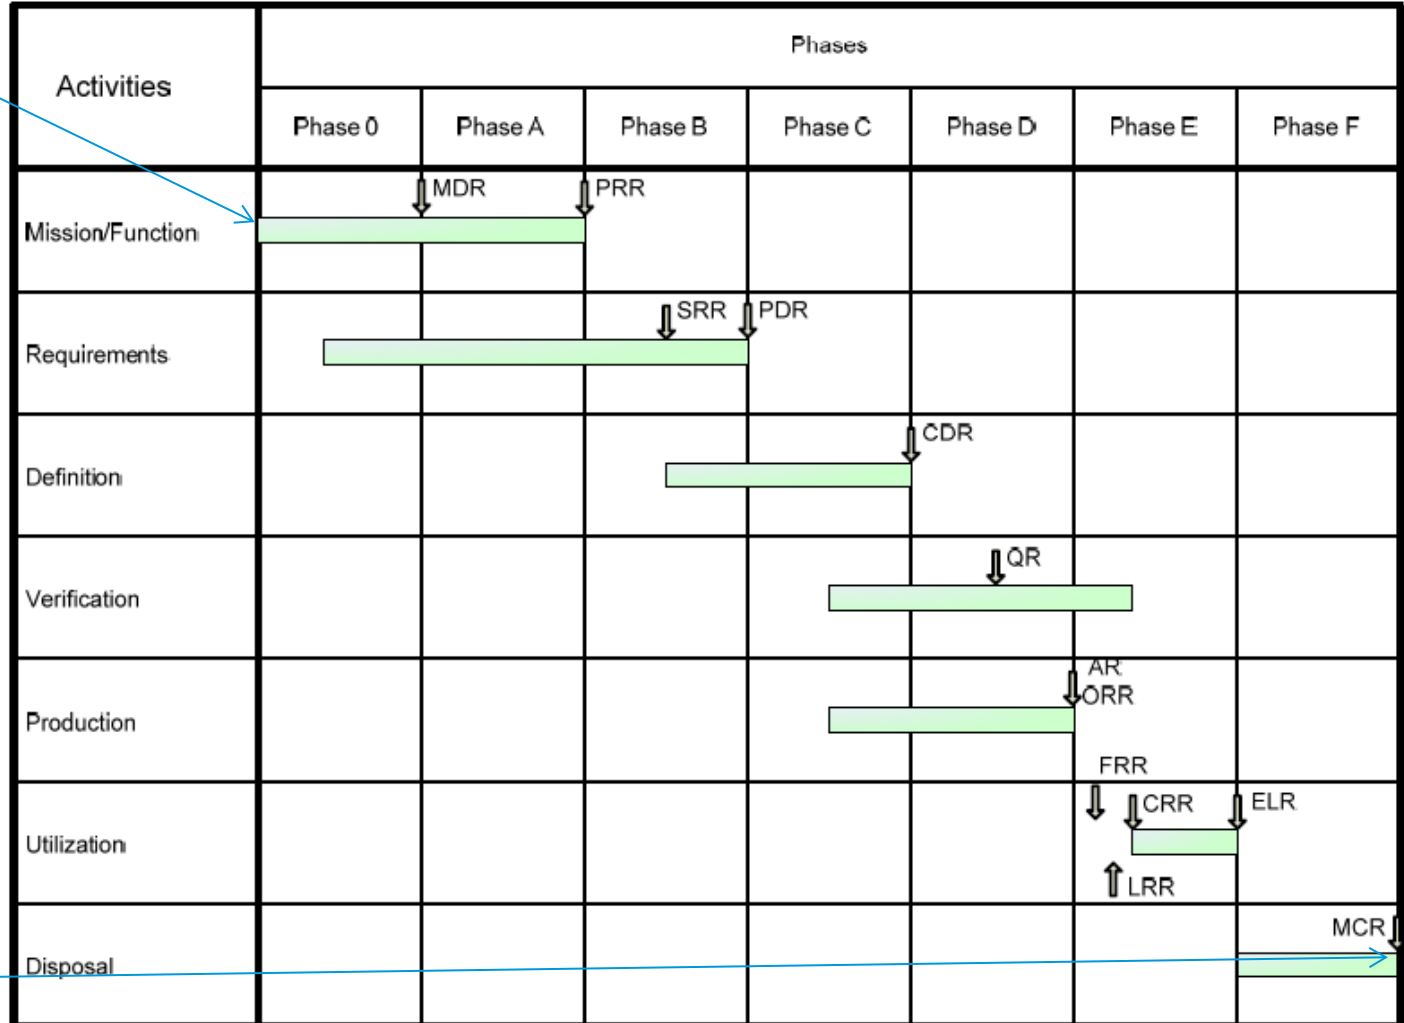 Phases
Activities
Phase 0 Phase A Phase B Phase C Phase D Phase E Phase F
MDR PRR
Mission/Function
SRR PDR
Requirements
CDR
Definition
QR
Verification
AR
ORR
Production
FRR
CRR ELR
Utilization
LRR
MCR
Disposal